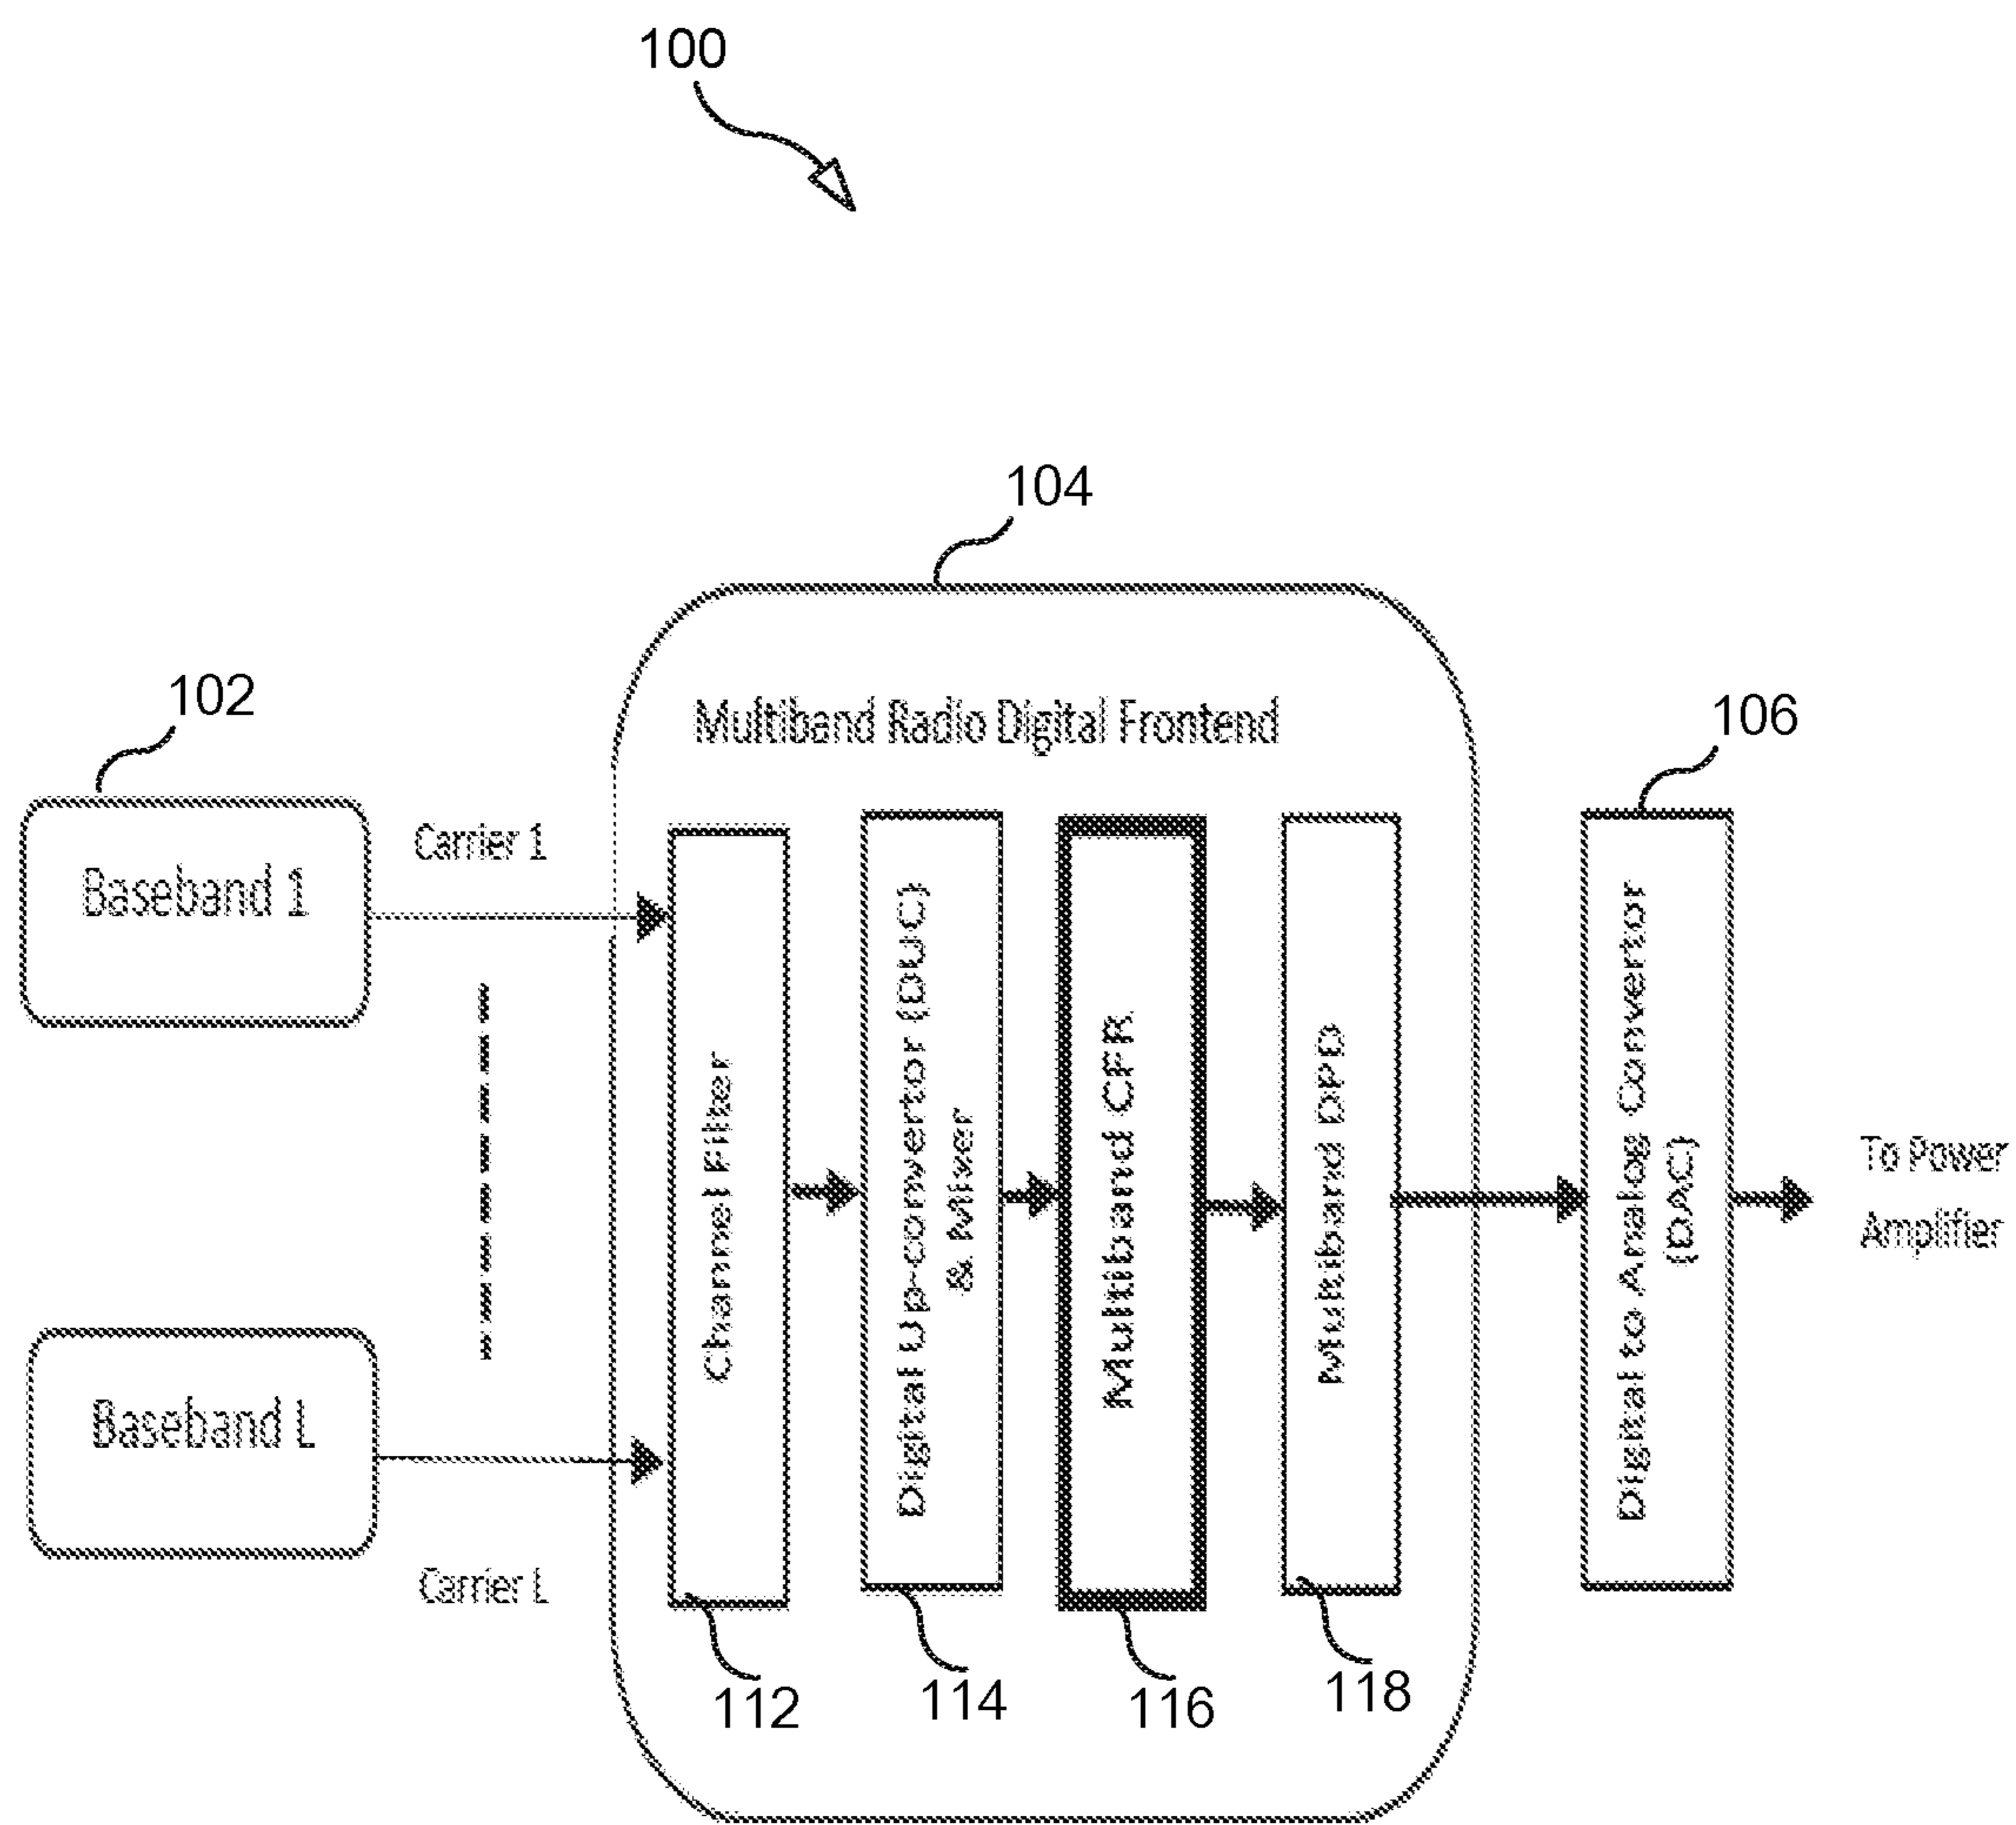 100
104
102
Multiband Radio Digital Frontend
106
Baseband 1
Carrier 1
Channel Filter
Digital Up-convertor (DUC)
& Mixer
Multiband CFR
Multiband DPD
Digital to Analog Convertor
(DAC)
To Power
Amplifier
Baseband L
Carrier L
112
114
116
118